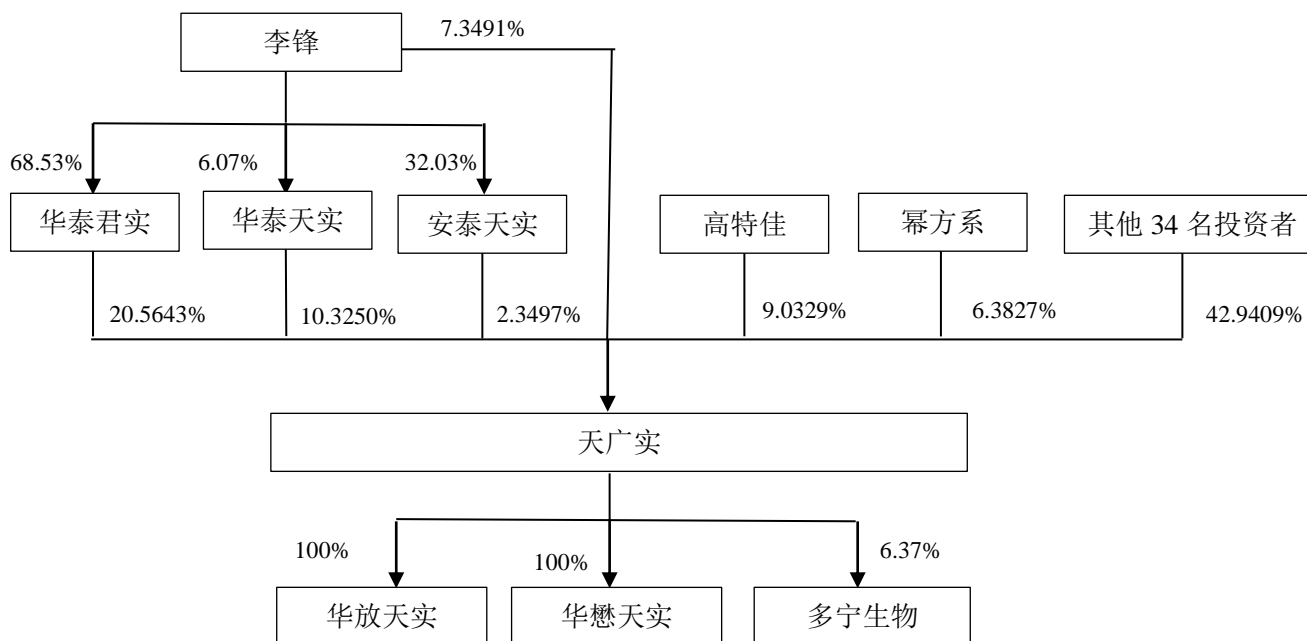 李锋
7.3491%
68.53%
6.07%
32.03%
华泰君实
华泰天实
安泰天实
高特佳
幂方系
其他 34 名投资者
20.5643%
10.3250%
2.3497%
9.0329%
6.3827%
42.9409%
天广实
100%
100%
6.37%
华放天实
华懋天实
多宁生物